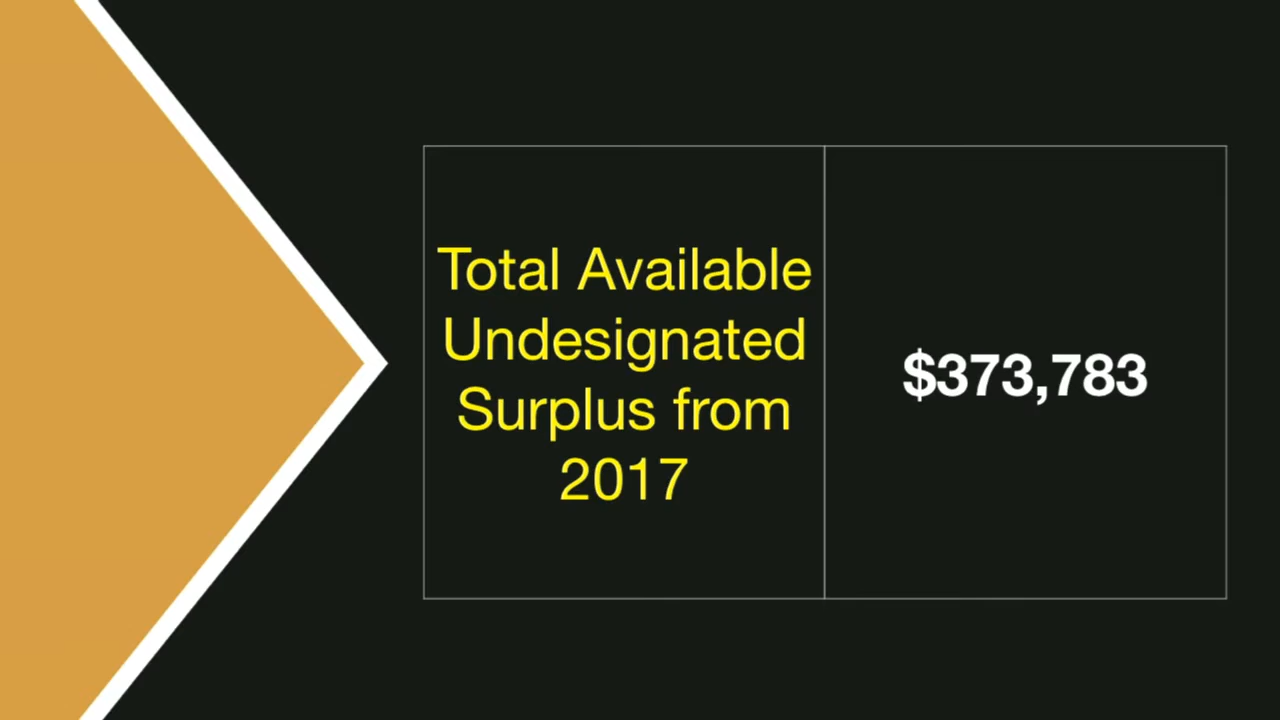 Total Available
Undesignated
Surplus from
2017
$373,783